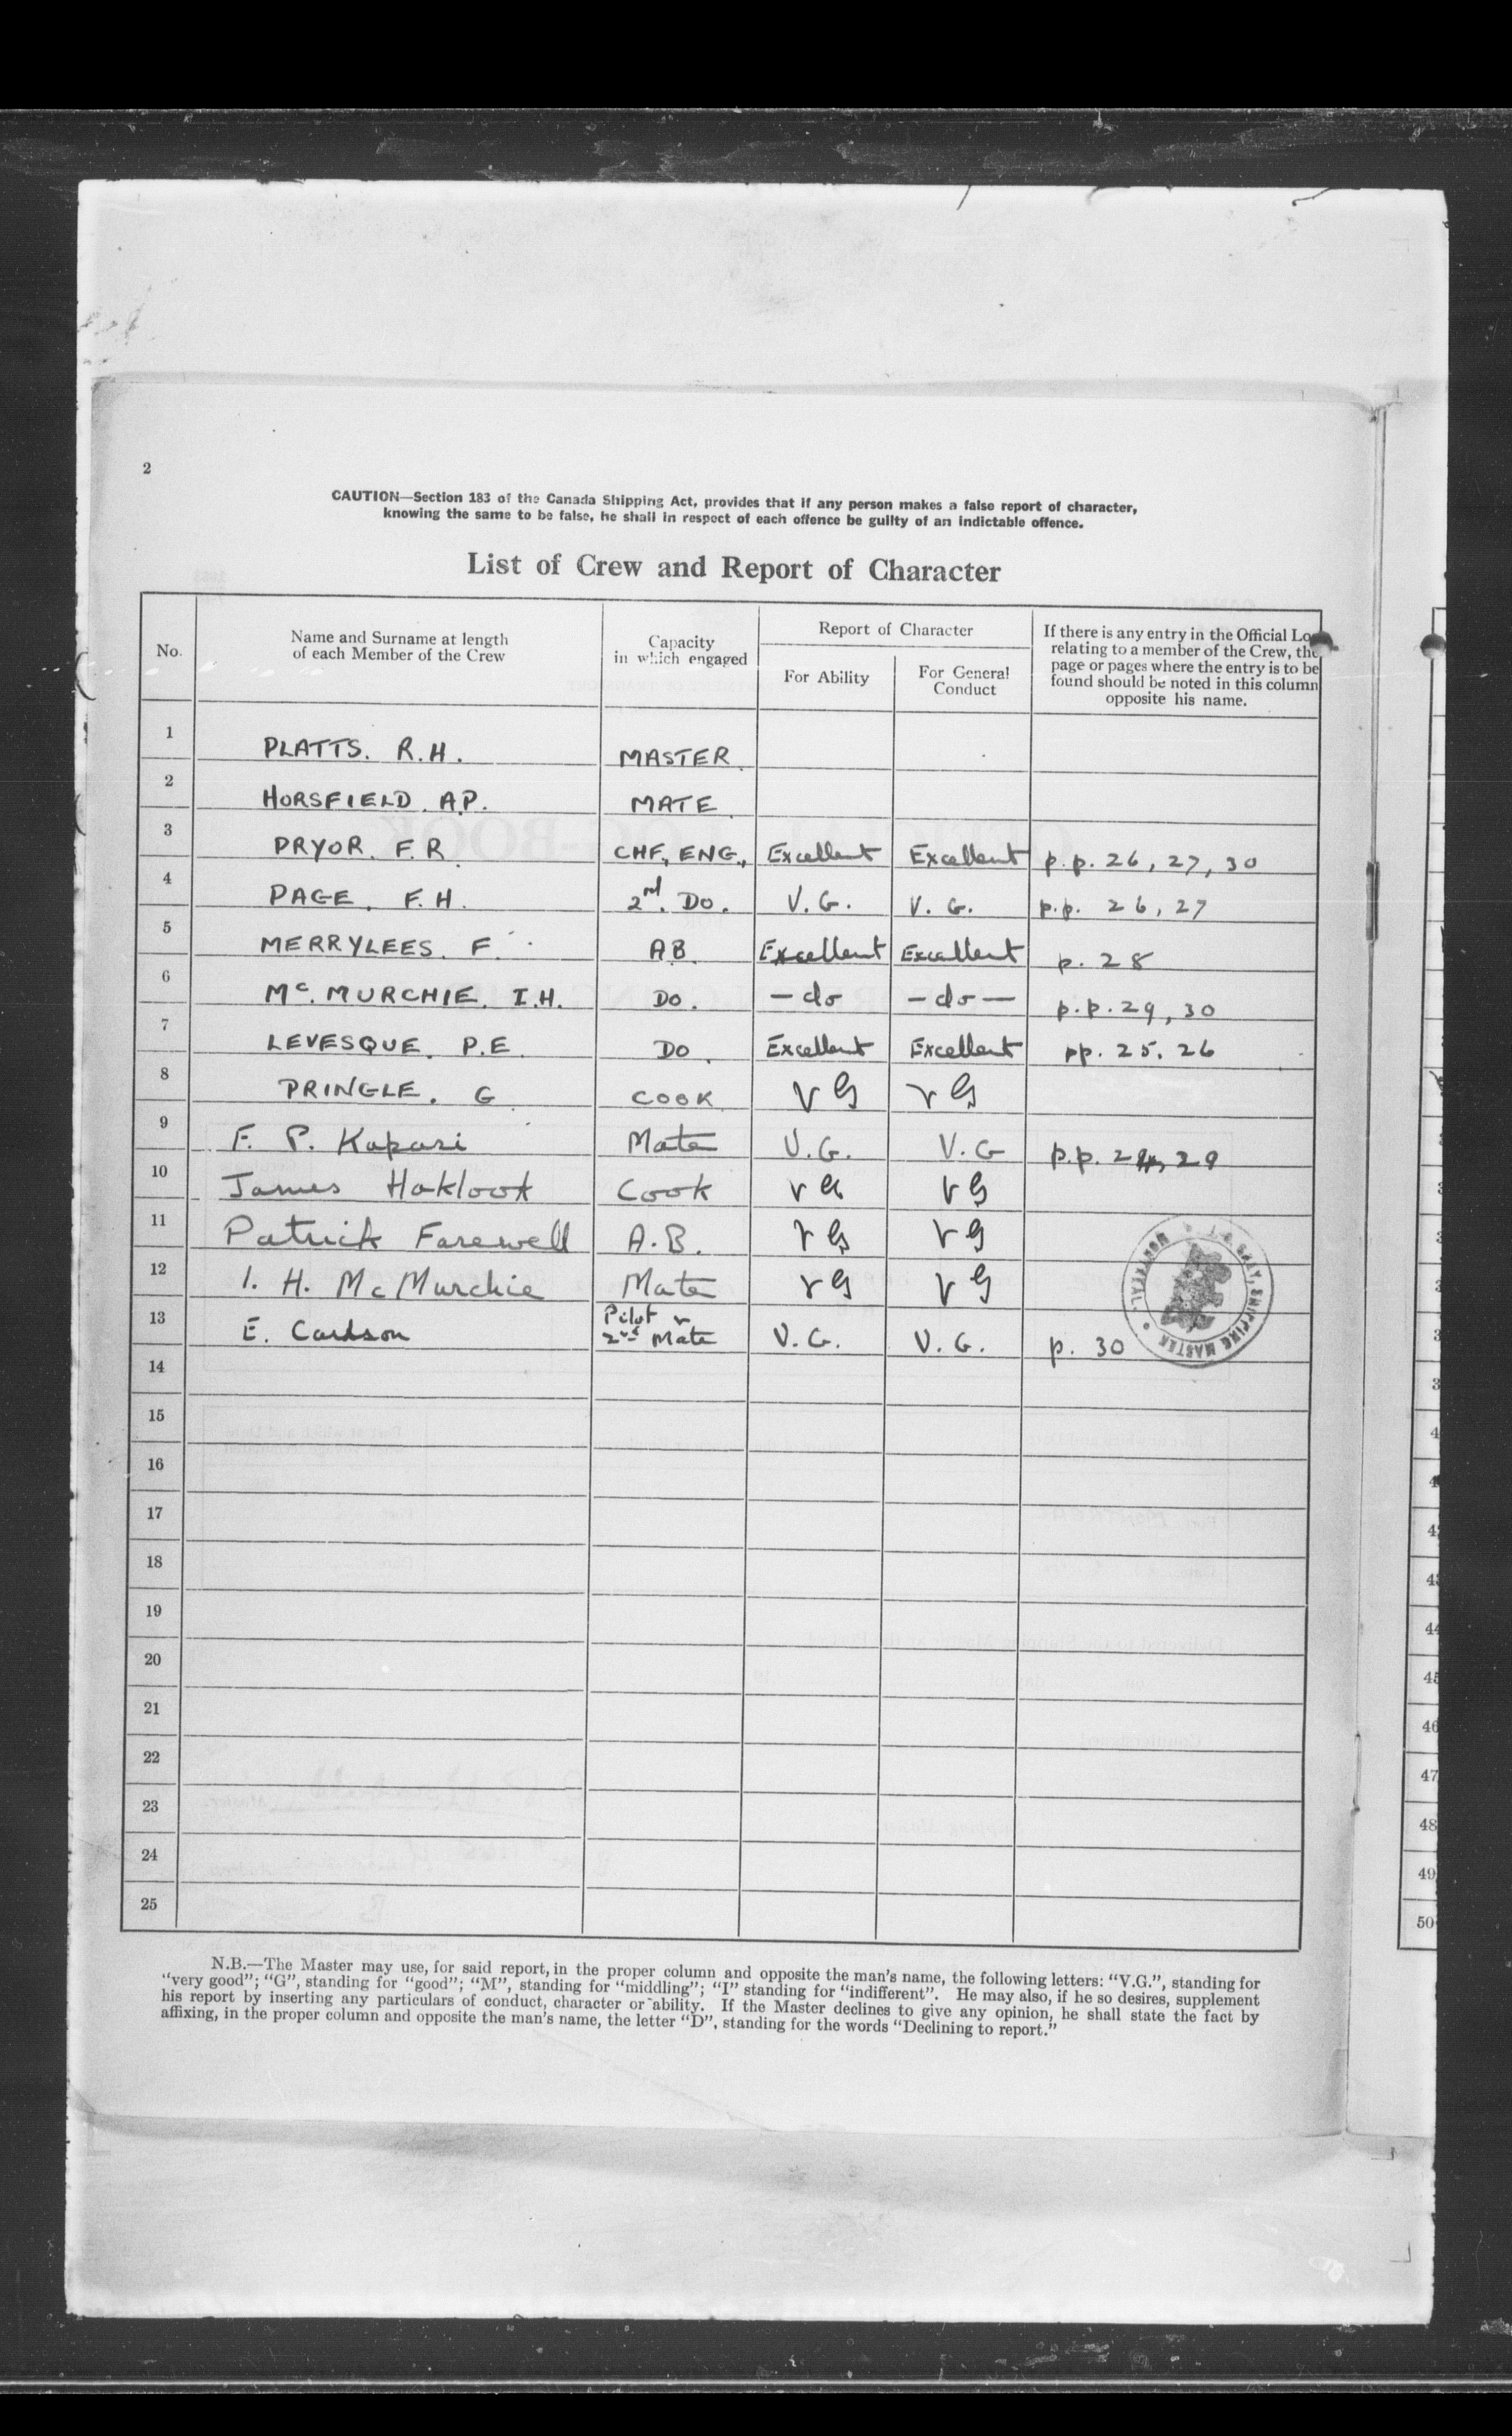 2
CAUTION—Section 183 of the Canada Shipping Act, provides that if any person makes a false report of character,
knowing the same to be false, he shall in respect of each offence be guilty of an indictable offence.
List of Crew and Report of Character
No. Name and Surname at length of each Member of the Crew Capacity in which engaged Report of Character For Ability For General Conduct If there is any entry in the Official Lo relating to a member of the Crew, the page or pages where the entry is to be found should be noted in this column opposite his name.
1 PLATTS. R.H. MASTER.
2 HORSFIELD. A.P. MATE.
3 PRYOR. F.R. CHF. ENG., Excellent Excellent p.p. 26, 27, 30
4 PAGE. F.H. 2nd. DO. V.G. V.G. p.p. 26, 27
5 MERRYLEES. F. AB. Excellent Excellent p. 28
6 Mc. MURCHIE. I.H. DO. — do — do — p.p. 29, 30
7 LEVESQUE. P.E. DO. Excellent Excellent pp. 25, 26
8 PRINGLE. G. COOK. VG VG
9 F. P. Kapari Mate V.G. V.G p.p. 29
10 James Haklook Cook VG VG
11 Patrick Farewell A.B. VG VG
12 I. H. McMurchie Mate VG VG
13 E. Carlson Pilot & 2nd Mate V.G. V.G. p. 30
MONTREAL. SHIPPING MASTER
14
15
16
17
18
19
20
21
22
23
24
25
N.B.—The Master may use, for said report, in the proper column and opposite the man's name, the following letters: "V.G.", standing for
"very good"; "G", standing for "good"; "M", standing for "middling"; "I" standing for "indifferent". He may also, if he so desires, supplement
his report by inserting any particulars of conduct, character or ability. If the Master declines to give any opinion, he shall state the fact by
affixing, in the proper column and opposite the man's name, the letter "D", standing for the words "Declining to report."
44
46
47
48
49
50